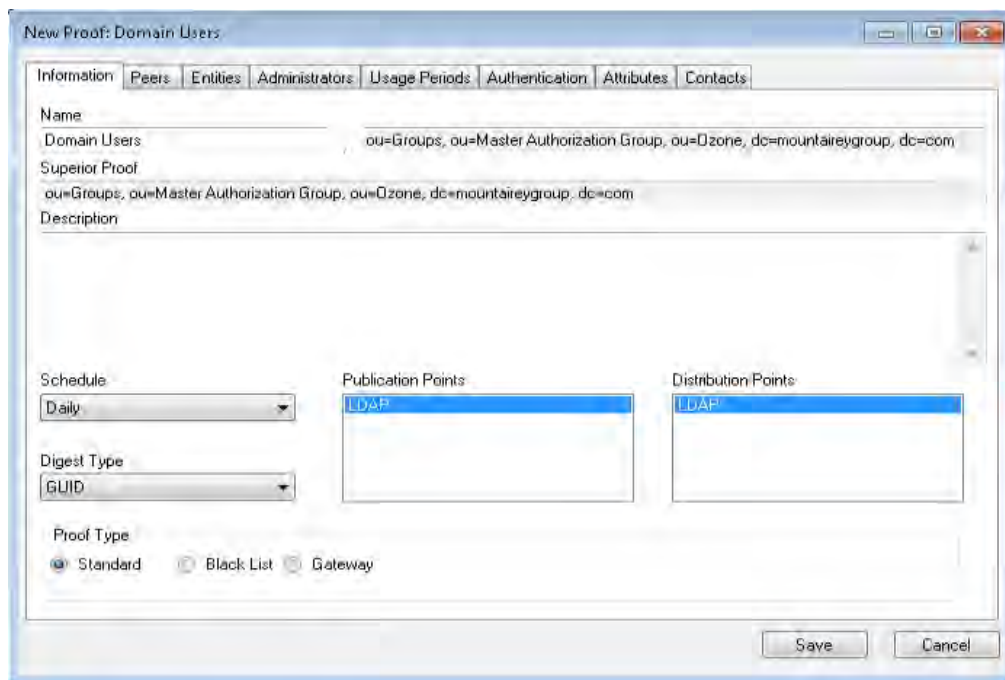 New Proof: Domain Users
Information Peers Entities Administrators Usage Periods Authentication Attributes Contacts
Name
Domain Users ou=Groups, ou=Master Authorization Group, ou=Ozone, dc=mountaireygroup, dc=com
Superior Proof
ou=Groups, ou=Master Authorization Group, ou=Ozone, dc=mountaireygroup, dc=com
Description
Schedule Publication Points Distribution Points
Daily LDAP LDAP
Digest Type
GUID
Proof Type
Standard Black List Gateway
Save Cancel